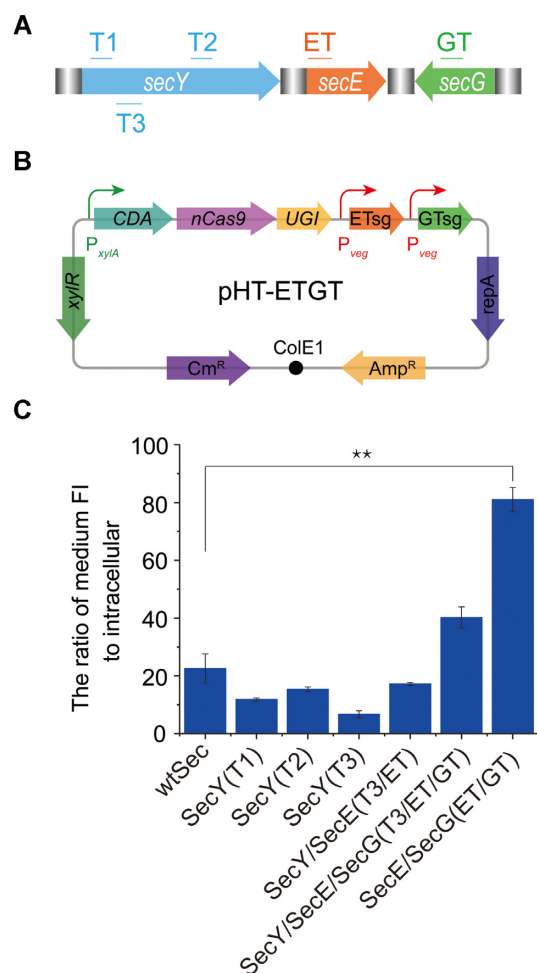 A
T1 T2 ET GT
secY secE secG
T3
B
CDA nCas9 UGI ETsg GTsg
PxylA Pveg Pveg
xylR pHT-ETGT repA
ColE1
CmR AmpR
C
**
100
80
60
40
20
0
The ratio of medium FI
to intracellular
wtSec
SecY(T1)
SecY(T2)
SecY(T3)
SecY/SecE(T3/ET)
SecY/SecE/SecG(T3/ET/GT)
SecE/SecG(ET/GT)